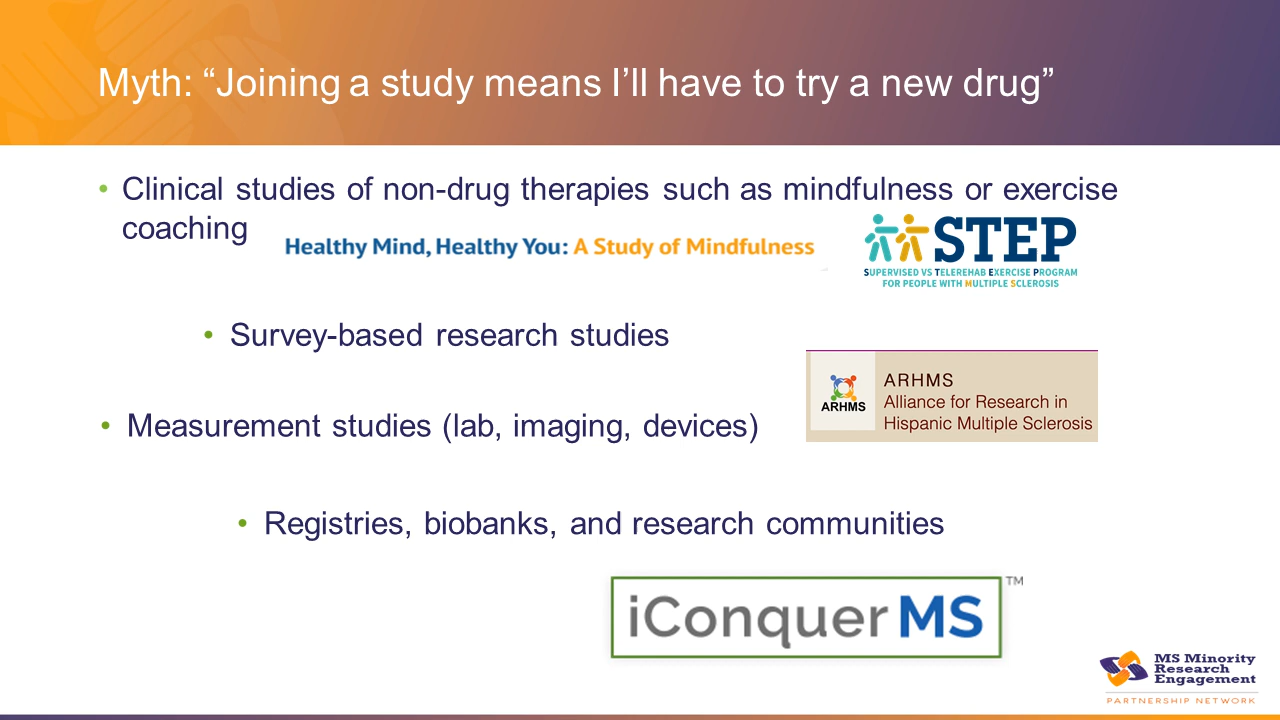 Myth: “Joining a study means I’ll have to try a new drug”
• Clinical studies of non-drug therapies such as mindfulness or exercise
coaching
Healthy Mind, Healthy You: A Study of Mindfulness
STEP
SUPERVISED VS TELEREHAB EXERCISE PROGRAM
FOR PEOPLE WITH MULTIPLE SCLEROSIS
• Survey-based research studies
ARHMS
ARHMS
Alliance for Research in
Hispanic Multiple Sclerosis
• Measurement studies (lab, imaging, devices)
• Registries, biobanks, and research communities
iConquerMS™
MS Minority
Research
Engagement
PARTNERSHIP NETWORK